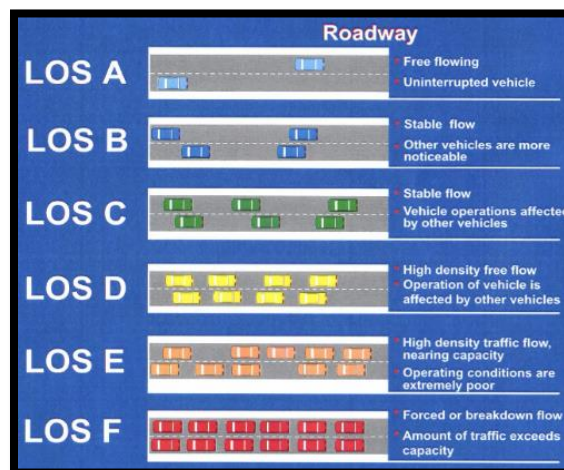 Roadway
LOS A
* Free flowing
* Uninterrupted vehicle
LOS B
* Stable flow
* Other vehicles are more
noticeable
LOS C
* Stable flow
* Vehicle operations affected
by other vehicles
LOS D
* High density free flow
* Operation of vehicle is
affected by other vehicles
LOS E
* High density traffic flow,
nearing capacity
* Operating conditions are
extremely poor
LOS F
* Forced or breakdown flow
* Amount of traffic exceeds
capacity